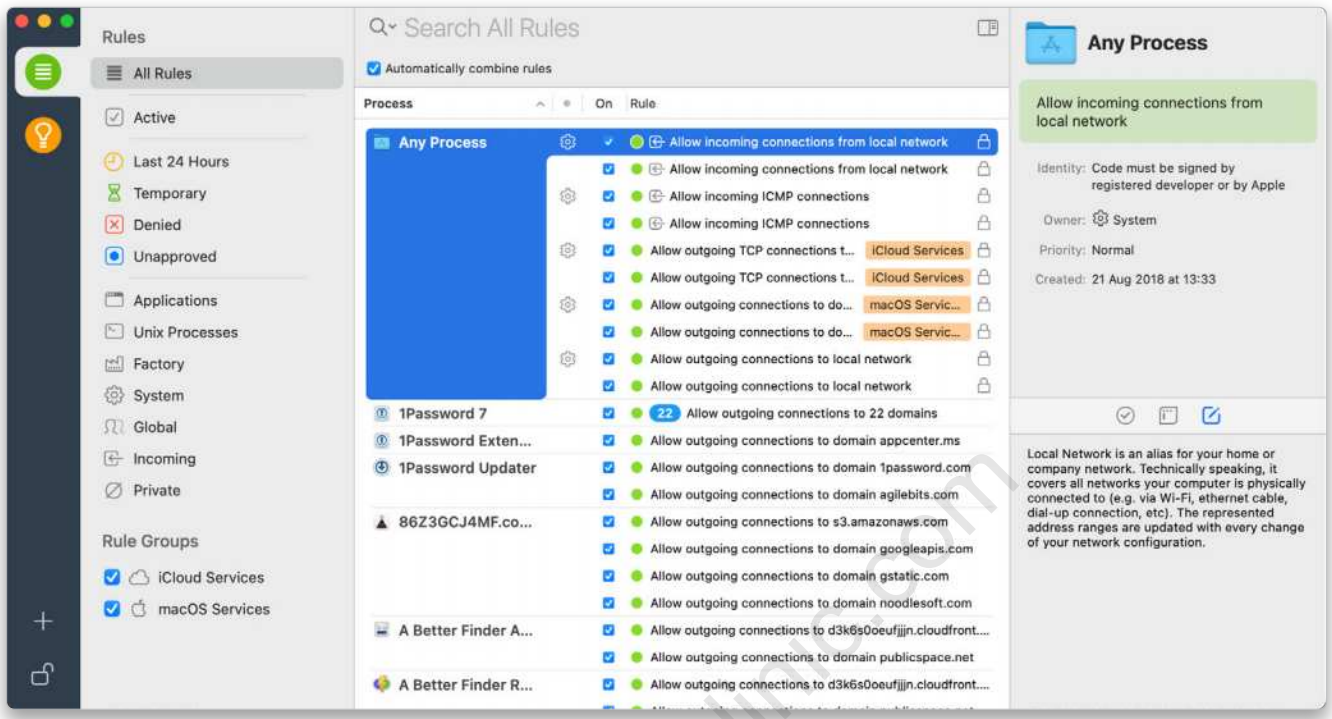 Rules
All Rules
Active
Last 24 Hours
Temporary
Denied
Unapproved
Applications
Unix Processes
Factory
System
Global
Incoming
Private
Rule Groups
iCloud Services
macOS Services
Search All Rules
Automatically combine rules
Process On Rule
Any Process Allow incoming connections from local network
Allow incoming connections from local network
Allow incoming ICMP connections
Allow incoming ICMP connections
Allow outgoing TCP connections t... iCloud Services
Allow outgoing TCP connections t... iCloud Services
Allow outgoing connections to do... macOS Servic...
Allow outgoing connections to do... macOS Servic...
Allow outgoing connections to local network
Allow outgoing connections to local network
1Password 7 22 Allow outgoing connections to 22 domains
1Password Exten... Allow outgoing connections to domain appcenter.ms
1Password Updater Allow outgoing connections to domain 1password.com
Allow outgoing connections to domain agilebits.com
86Z3GCJ4MF.co... Allow outgoing connections to s3.amazonaws.com
Allow outgoing connections to domain googleapis.com
Allow outgoing connections to domain gstatic.com
Allow outgoing connections to domain noodlesoft.com
A Better Finder A... Allow outgoing connections to d3k6s0oeufjjjn.cloudfront....
Allow outgoing connections to domain publicspace.net
A Better Finder R... Allow outgoing connections to d3k6s0oeufjjjn.cloudfront....
Any Process
Allow incoming connections from
local network
Identity: Code must be signed by
registered developer or by Apple
Owner: System
Priority: Normal
Created: 21 Aug 2018 at 13:33
Local Network is an alias for your home or
company network. Technically speaking, it
covers all networks your computer is physically
connected to (e.g. via Wi-Fi, ethernet cable,
dial-up connection, etc). The represented
address ranges are updated with every change
of your network configuration.